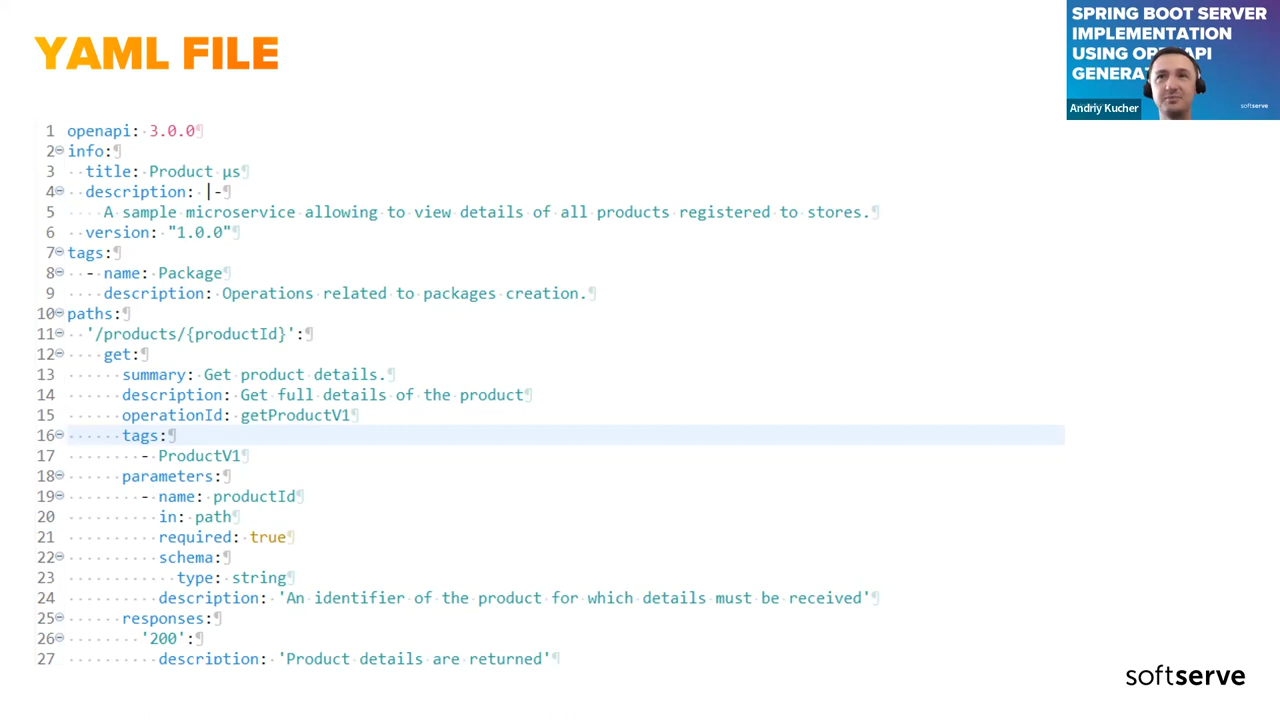 YAML FILE
SPRING BOOT SERVER
IMPLEMENTATION
USING OPENAPI
GENERAT
Andriy Kucher
softserve
1 openapi: 3.0.0
2 info:
3 title: Product µs
4 description: |-
5 A sample microservice allowing to view details of all products registered to stores.
6 version: "1.0.0"
7 tags:
8 - name: Package
9 description: Operations related to packages creation.
10 paths:
11 '/products/{productId}':
12 get:
13 summary: Get product details.
14 description: Get full details of the product
15 operationId: getProductV1
16 tags:
17 - ProductV1
18 parameters:
19 - name: productId
20 in: path
21 required: true
22 schema:
23 type: string
24 description: 'An identifier of the product for which details must be received'
25 responses:
26 '200':
27 description: 'Product details are returned'
softserve